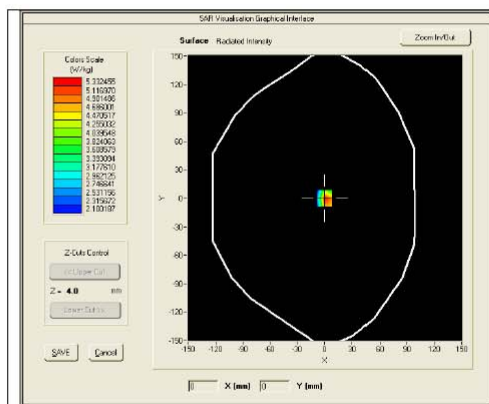 SAR Visualisation Graphical Interface
Surface Radiated Intensity
Zoom In/Out
Colors Scale
(W/kg)
5.332455
5.116970
4.901486
4.686001
4.470517
4.255032
4.039548
3.824063
3.608579
3.393094
3.177610
2.962125
2.746641
2.531156
2.315672
2.100187
Z-Cuts Control
Z = 4.0 mm
SAVE
Cancel
150
120
90
60
30
0
-30
-60
-90
-120
-150
Y
-150 -120 -90 -60 -30 0 30 60 90 120 150
X
0 X (mm) 0 Y (mm)